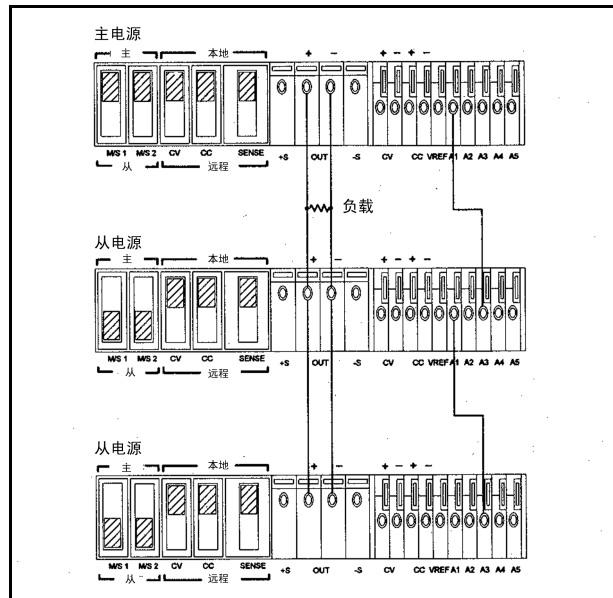 主电源
主 本地 + − + − + −
M/S 1 M/S 2 CV CC SENSE +S OUT -S CV CC VREF A1 A2 A3 A4 A5
从 远程
负载
从电源
主 本地 + − + − + −
M/S 1 M/S 2 CV CC SENSE +S OUT -S CV CC VREF A1 A2 A3 A4 A5
从 远程
从电源
主 本地 + − + − + −
M/S 1 M/S 2 CV CC SENSE +S OUT -S CV CC VREF A1 A2 A3 A4 A5
从 远程